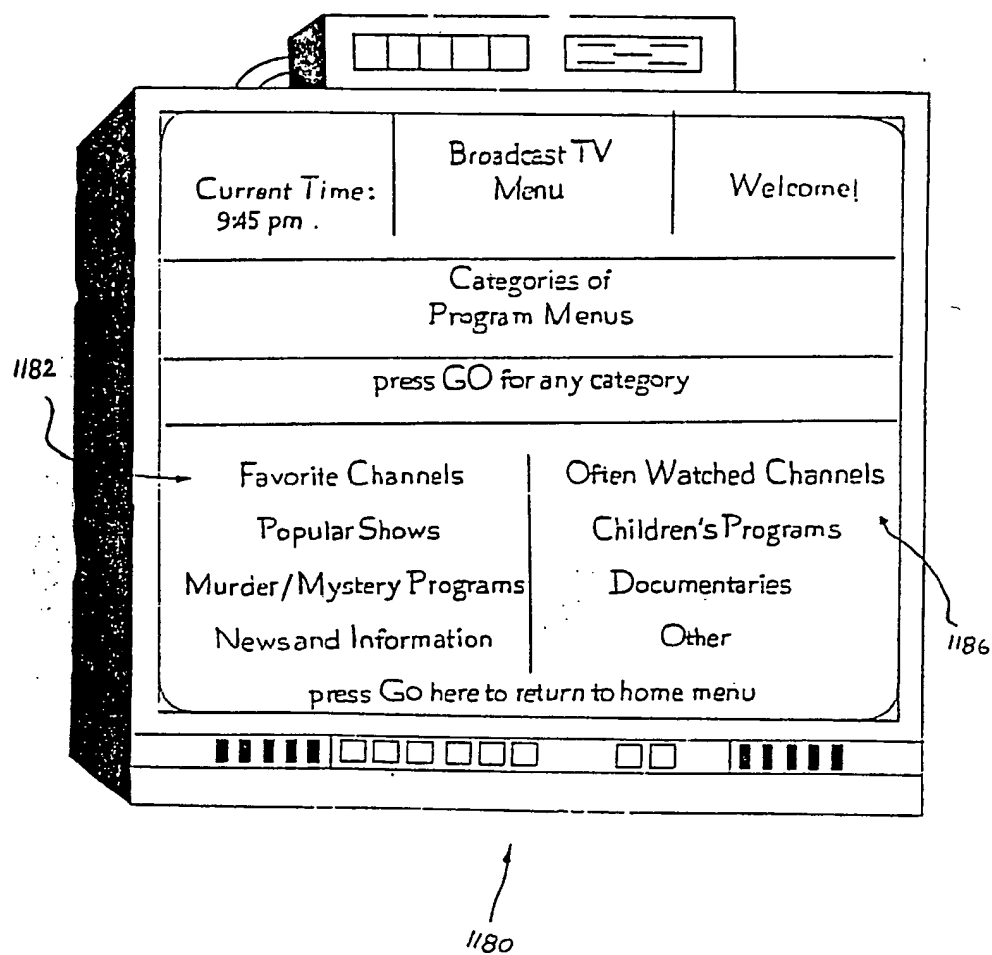 Current Time:
9:45 pm .
Broadcast TV
Menu
Welcome!
Categories of
Program Menus
press GO for any category
1182
Favorite Channels
Popular Shows
Murder/Mystery Programs
News and Information
Often Watched Channels
Children's Programs
Documentaries
Other
1186
press Go here to return to home menu
1180